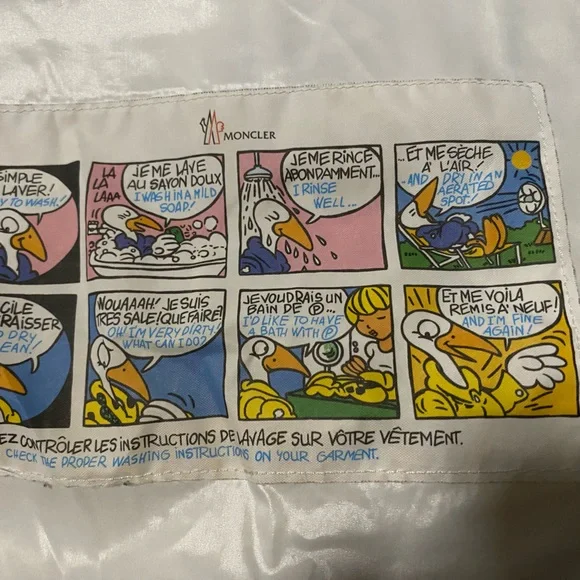 MONCLER
SIMPLE
LAVER!
Y TO WASH!
LA
LA
LAAA
JE ME LAVE
AU SAVON DOUX
I WASH IN A MILD
SOAP!
JE ME RINCE
ABONDAMMENT...
I RINSE
WELL...
...ET ME SÈCHE
A' L'AIR!
...AND DRY IN AN
AERATED
SPOT!
CILE
RAISSER
O DRY
EAN!
NOUAAAH! JE SUIS
TRES SALE! QUE FAIRE!
OH! I'M VERY DIRTY!
WHAT CAN I DO?
JE VOUDRAIS UN
BAIN DE Ⓟ...
I'D LIKE TO HAVE
A BATH WITH Ⓟ
ET ME VOILA
REMIS A' NEUF!
AND I'M FINE
AGAIN!
EZ CONTRÔLER LES INSTRUCTIONS DE LAVAGE SUR VÔTRE VÊTEMENT.
CHECK THE PROPER WASHING INSTRUCTIONS ON YOUR GARMENT.